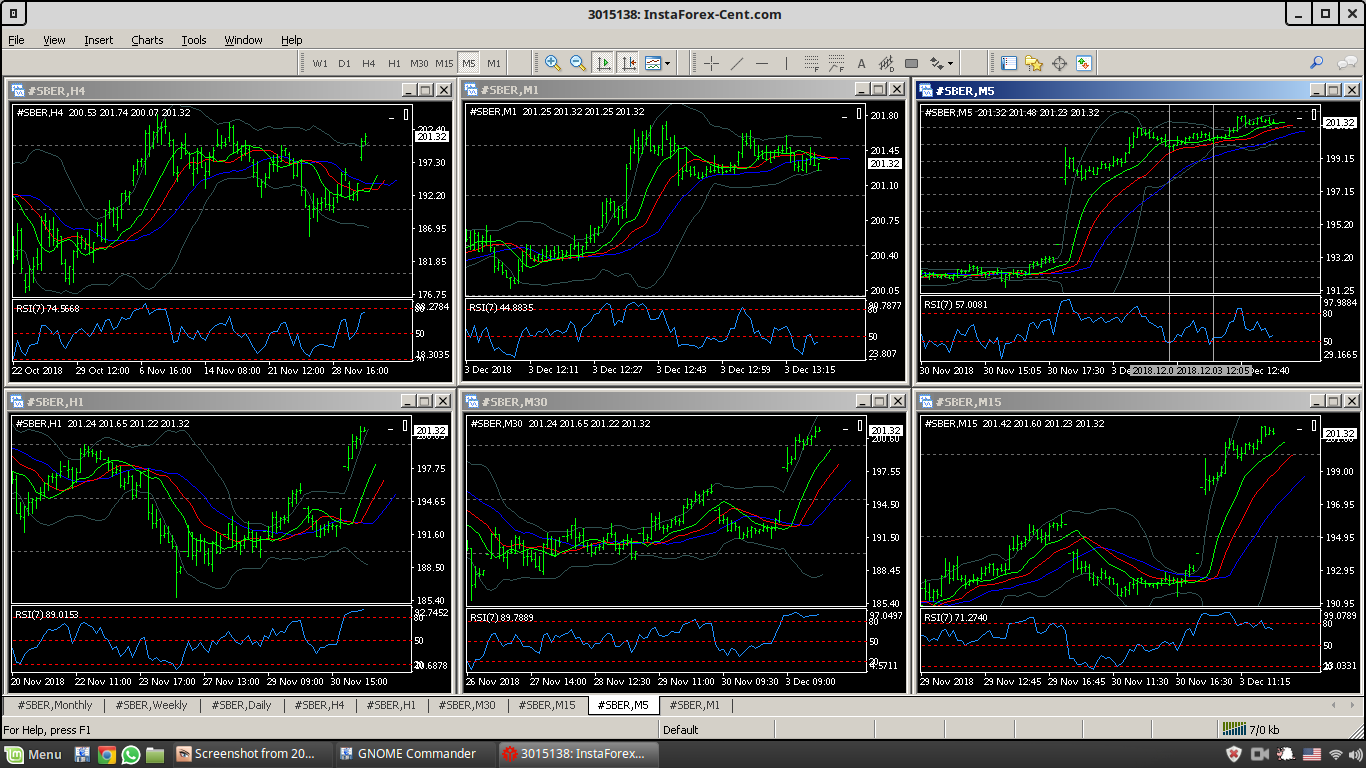 3015138: InstaForex-Cent.com
File View Insert Charts Tools Window Help
W1 D1 H4 H1 M30 M15 M5 M1
#SBER,H4
#SBER,H4 200.53 201.74 200.07 201.32
202.40
201.32
197.30
192.20
186.95
181.85
176.75
RSI(7) 74.5668
50
18.3035
22 Oct 2018 29 Oct 12:00 6 Nov 16:00 14 Nov 08:00 21 Nov 12:00 28 Nov 16:00
#SBER,M1
#SBER,M1 201.25 201.32 201.25 201.32
201.80
201.45
201.32
201.10
200.75
200.40
200.05
RSI(7) 44.8835
90.7877
80
50
23.807
3 Dec 2018 3 Dec 12:11 3 Dec 12:27 3 Dec 12:43 3 Dec 12:59 3 Dec 13:15
#SBER,M5
#SBER,M5 201.32 201.48 201.23 201.32
201.32
199.15
197.15
195.20
193.20
191.25
RSI(7) 57.0081
97.9884
80
50
29.1665
30 Nov 2018 30 Nov 15:05 30 Nov 17:30 3 De 2018.12.0 2018.12.03 12:05 Dec 12:40
#SBER,H1
#SBER,H1 201.24 201.65 201.22 201.32
201.32
197.75
194.65
191.60
188.50
185.40
RSI(7) 89.0153
92.7452
80
50
20
30 Nov 15:00
20 Nov 2018 22 Nov 11:00 23 Nov 17:00 27 Nov 13:00 29 Nov 09:00
#SBER,M30
#SBER,M30 201.24 201.65 201.22 201.32
201.32
200.60
197.55
194.50
191.50
188.45
185.40
RSI(7) 89.7889
97.0497
80
50
20
4.5711
26 Nov 2018 27 Nov 14:00 28 Nov 12:30 29 Nov 11:00 30 Nov 09:30 3 Dec 09:00
#SBER,M15
#SBER,M15 201.42 201.60 201.23 201.32
201.32
199.00
196.95
194.95
192.95
190.95
RSI(7) 71.2740
99.0789
80
50
29 Nov 2018 29 Nov 12:45 29 Nov 16:45 30 Nov 11:30 30 Nov 16:30 3 Dec 11:15
#SBER,Monthly #SBER,Weekly #SBER,Daily #SBER,H4 #SBER,H1 #SBER,M30 #SBER,M15 #SBER,M5 #SBER,M1
For Help, press F1 Default 7/0 kb
Menu Screenshot from 20... GNOME Commander 3015138: InstaForex...